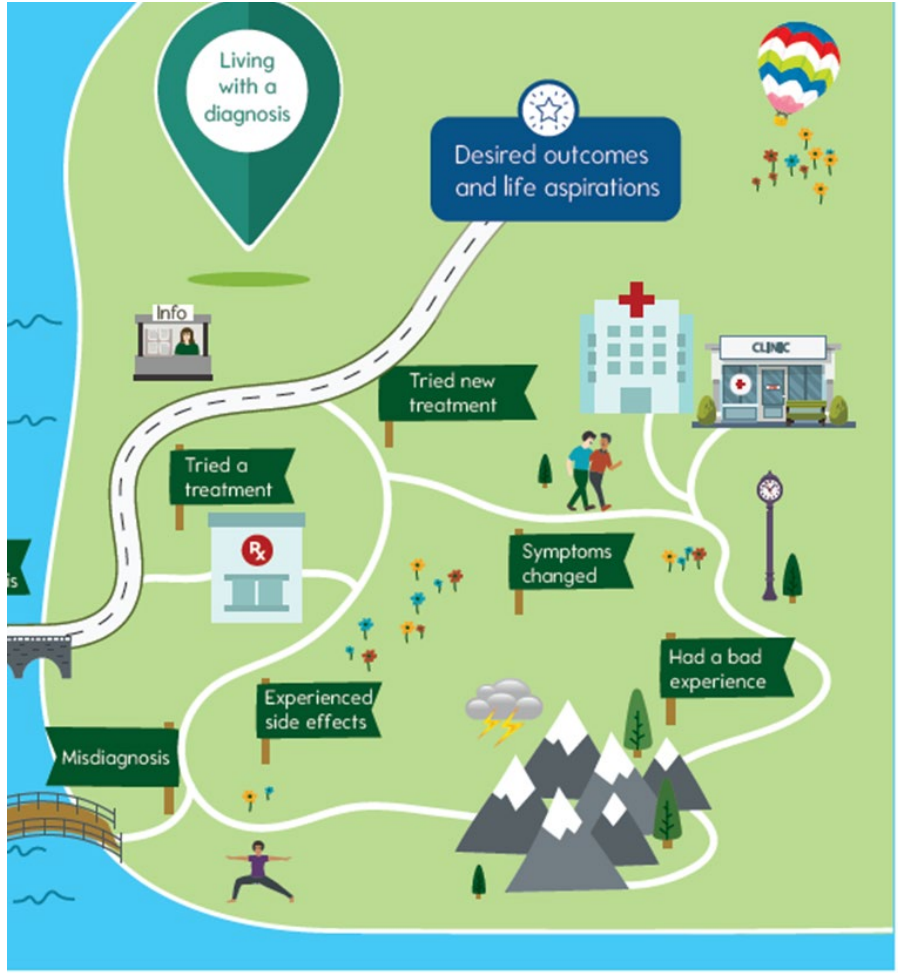 Living
with a
diagnosis
Desired outcomes
and life aspirations
Info
CLINIC
Tried new
treatment
Tried a
treatment
Rx
Symptoms
changed
is
Had a bad
experience
Experienced
side effects
Misdiagnosis